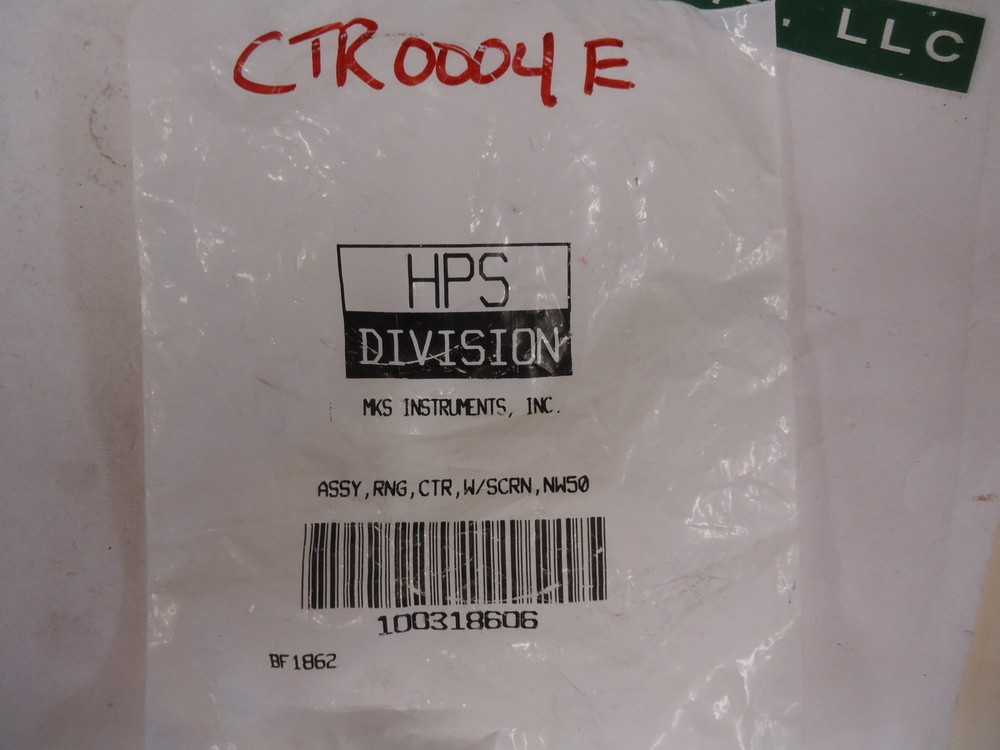 LLC
CTR0004E
HPS
DIVISION
MKS INSTRUMENTS, INC.
ASSY,RNG,CTR,W/SCRN,NW50
100318606
BF1862